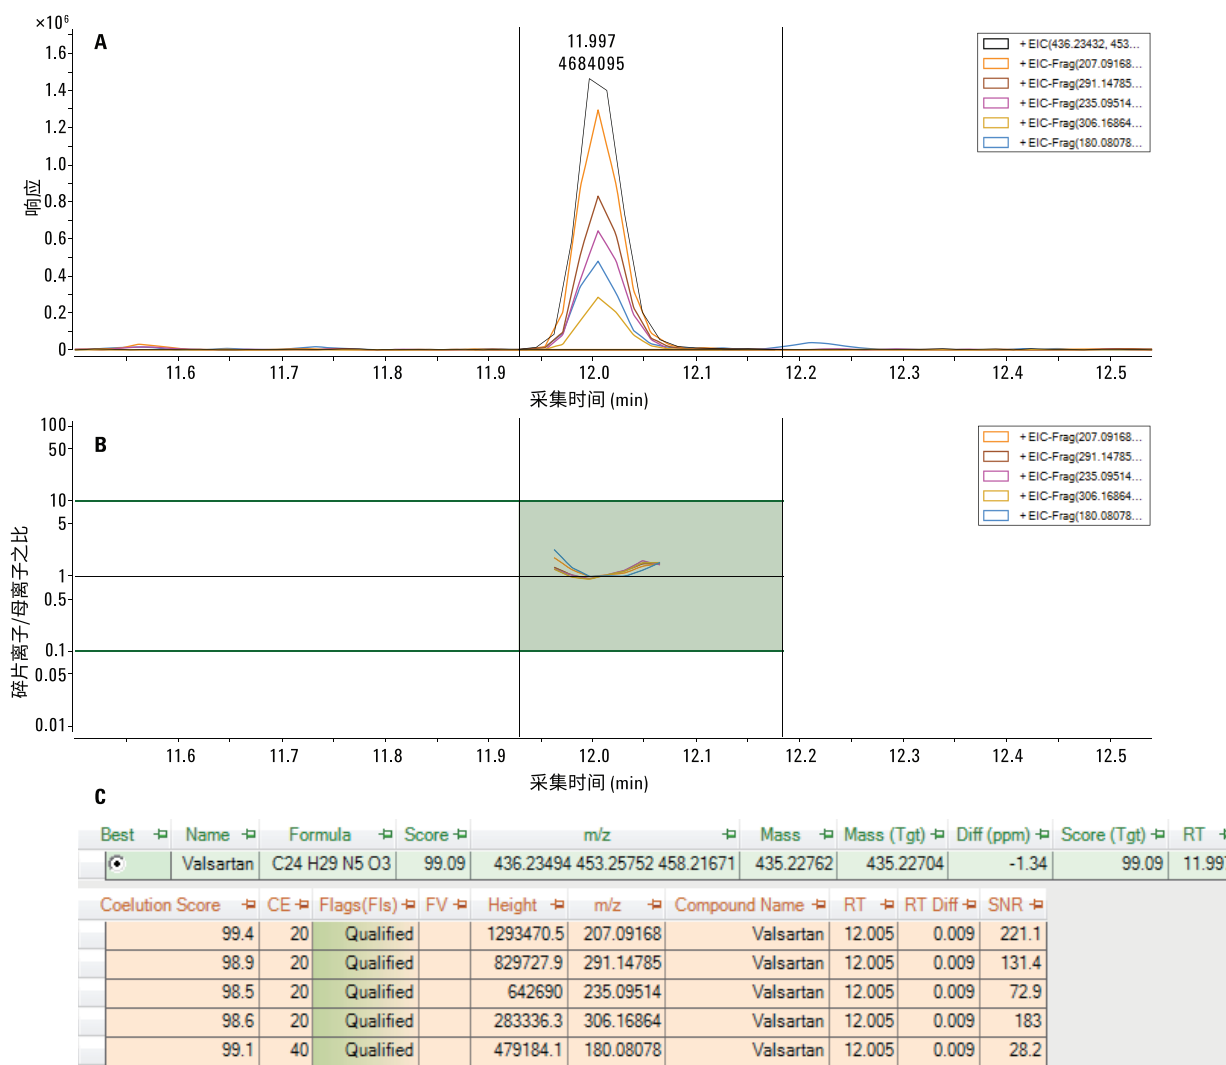 ×10⁶
A
11.997
4684095
1.6
1.4
1.2
1.0
0.8
0.6
0.4
0.2
0
响应
+EIC(436.23432, 453...
+EIC-Frag(207.09168...
+EIC-Frag(291.14785...
+EIC-Frag(235.09514...
+EIC-Frag(306.16864...
+EIC-Frag(180.08078...
11.6 11.7 11.8 11.9 12.0 12.1 12.2 12.3 12.4 12.5
采集时间 (min)
B
100
50
10
5
1
0.5
0.1
0.05
0.01
碎片离子/母离子之比
+EIC-Frag(207.09168...
+EIC-Frag(291.14785...
+EIC-Frag(235.09514...
+EIC-Frag(306.16864...
+EIC-Frag(180.08078...
11.6 11.7 11.8 11.9 12.0 12.1 12.2 12.3 12.4 12.5
采集时间 (min)
C
Best Name Formula Score m/z Mass Mass (Tgt) Diff (ppm) Score (Tgt) RT
Valsartan C24 H29 N5 O3 99.09 436.23494 453.25752 458.21671 435.22762 435.22704 -1.34 99.09 11.997
Coelution Score CE Flags(FIs) FV Height m/z Compound Name RT RT Diff SNR
99.4 20 Qualified 1293470.5 207.09168 Valsartan 12.005 0.009 221.1
98.9 20 Qualified 829727.9 291.14785 Valsartan 12.005 0.009 131.4
98.5 20 Qualified 642690 235.09514 Valsartan 12.005 0.009 72.9
98.6 20 Qualified 283336.3 306.16864 Valsartan 12.005 0.009 183
99.1 40 Qualified 479184.1 180.08078 Valsartan 12.005 0.009 28.2